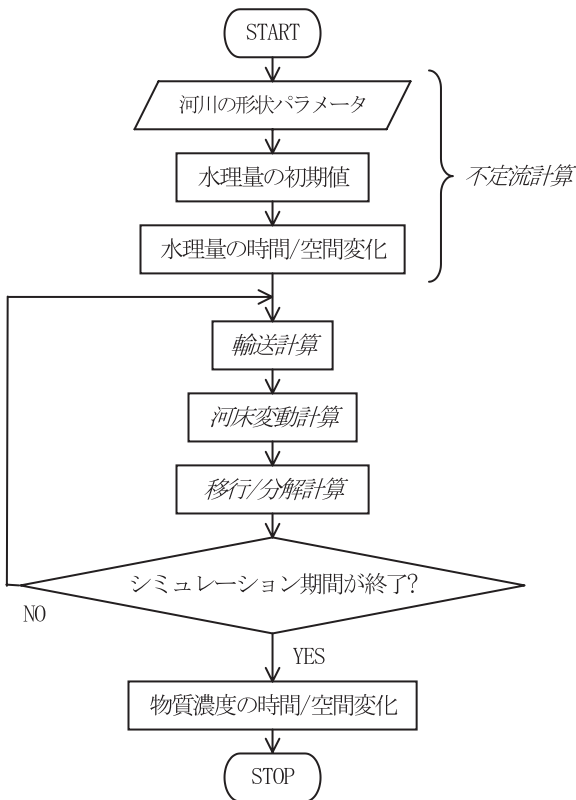 START
河川の形状パラメータ
水理量の初期値
不定流計算
水理量の時間/空間変化
輸送計算
河末変動計算
移行/分解計算
シミュレーション期間が終了?
NO
YES
物質濃度の時間/空間変化
STOP